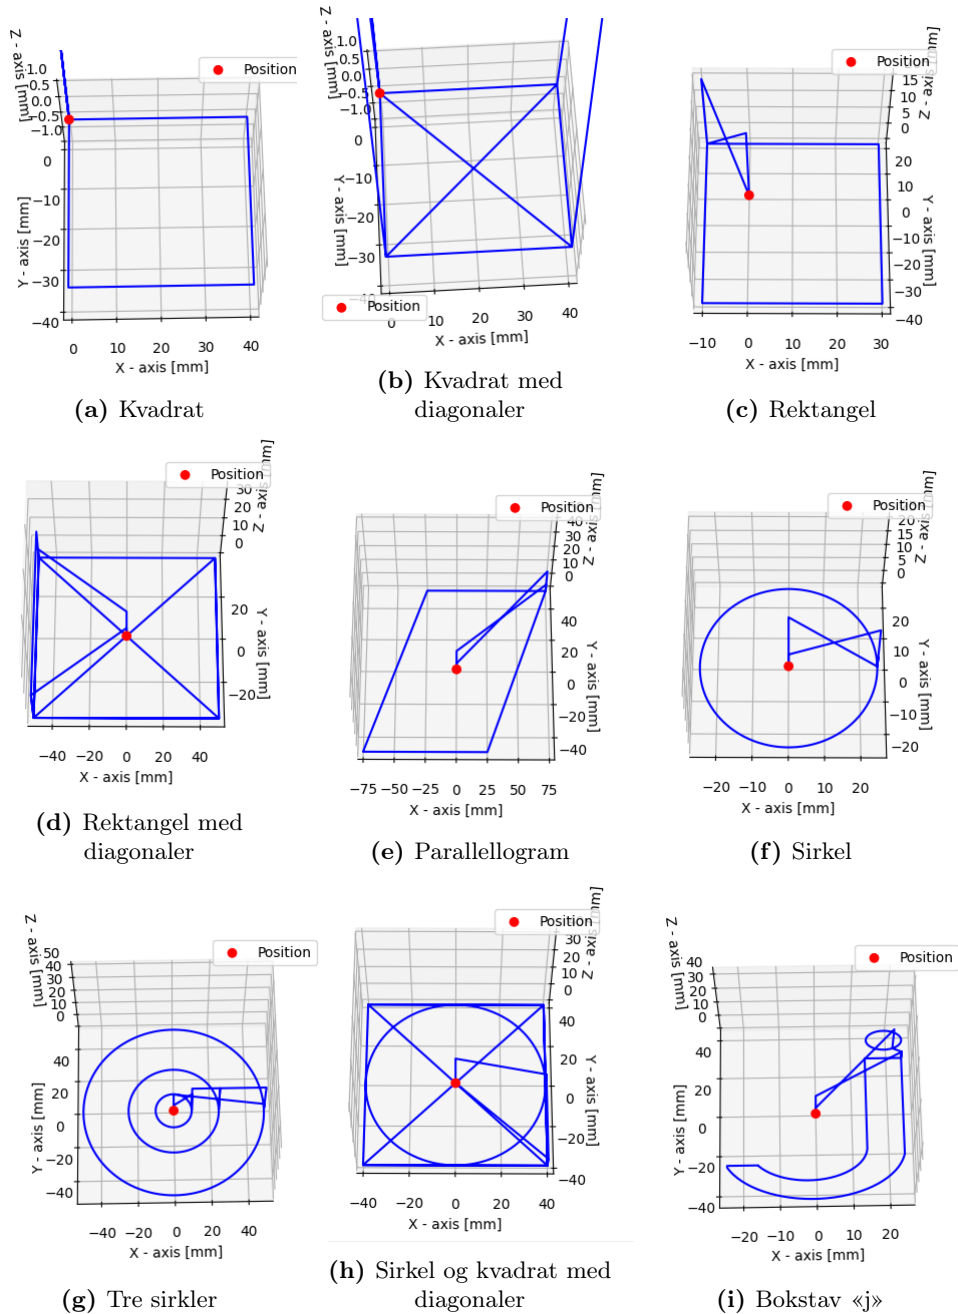 Z - axis [mm]
1.0
0.5
0.0
−0.5
−1.0
0
−10
−20
−30
−40
Y - axis [mm]
0 10 20 30 40
X - axis [mm]
Position
(a) Kvadrat
Z - axis [mm]
1.0
0.5
0.0
−0.5
−1.0
0
−10
−20
−30
Y - axis [mm]
Position
0 10 20 30 40
X - axis [mm]
(b) Kvadrat med
diagonaler
Position
15
10
5
0
20
10
0
−10
−20
−30
−40
Y - axis [mm]
−10 0 10 20 30
X - axis [mm]
(c) Rektangel
Position
30
20
10
0
Z - axis [mm]
20
0
−20
Y - axis [mm]
−40 −20 0 20 40
X - axis [mm]
(d) Rektangel med
diagonaler
Position
40
30
20
10
0
40
20
0
−20
−40
Y - axis [mm]
−75 −50 −25 0 25 50 75
X - axis [mm]
(e) Parallellogram
Position
20
15
10
5
0
20
10
0
−10
−20
Y - axis [mm]
−20 −10 0 10 20
X - axis [mm]
(f) Sirkel
Z - axis [mm]
Position
50
40
30
20
10
0
40
20
0
−20
−40
Y - axis [mm]
−40 −20 0 20 40
X - axis [mm]
(g) Tre sirkler
Position
30
20
10
0
40
20
0
−20
−40
Y - axis [mm]
−40 −20 0 20 40
X - axis [mm]
(h) Sirkel og kvadrat med
diagonaler
Z - axis [mm]
Position
40
30
20
10
0
40
20
0
−20
−40
Y - axis [mm]
−20 −10 0 10 20
X - axis [mm]
(i) Bokstav «j»